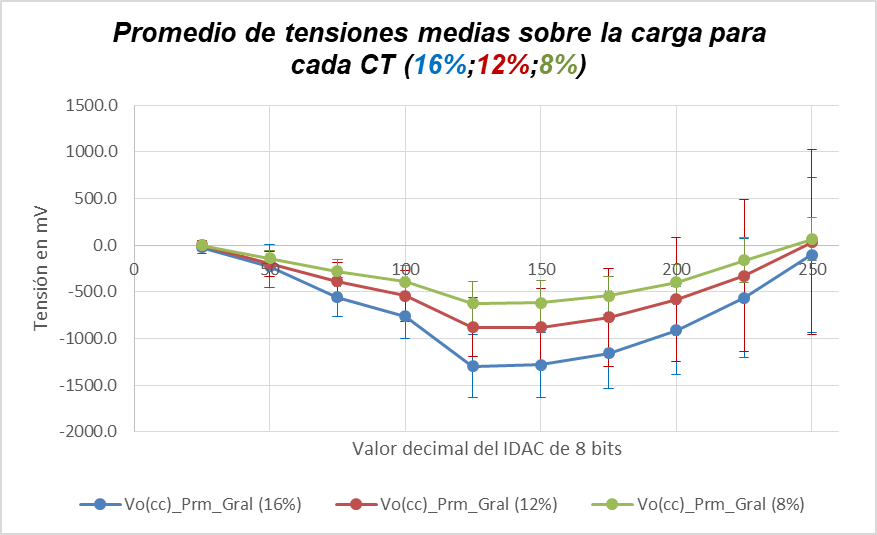 Promedio de tensiones medias sobre la carga para
cada CT (16%;12%;8%)
1500.0
1000.0
500.0
0.0
-500.0
-1000.0
-1500.0
-2000.0
Tensión en mV
0
50
100
150
200
250
Valor decimal del IDAC de 8 bits
Vo(cc)_Prm_Gral (16%)
Vo(cc)_Prm_Gral (12%)
Vo(cc)_Prm_Gral (8%)